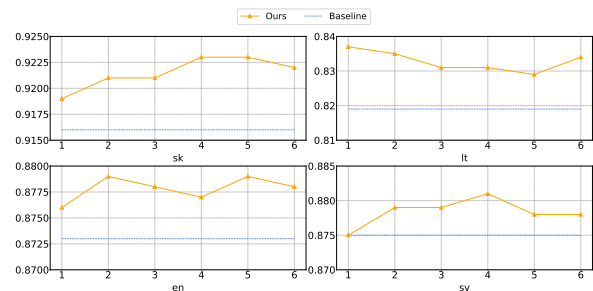 Ours Baseline
0.9250
0.9225
0.9200
0.9175
0.9150
1 2 3 4 5 6
sk
0.84
0.83
0.82
0.81
1 2 3 4 5 6
lt
0.8800
0.8775
0.8750
0.8725
0.8700
1 2 3 4 5 6
en
0.885
0.880
0.875
0.870
1 2 3 4 5 6
sv